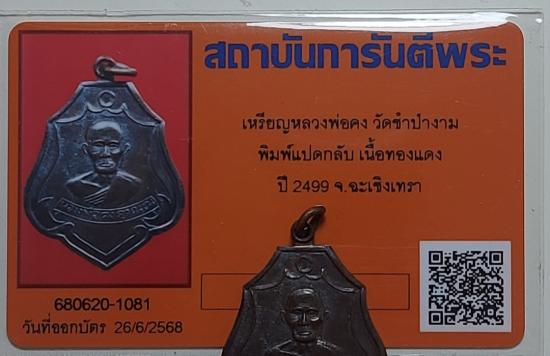 สถาบันการันตีพระ
เหรียญหลวงพ่อคง วัดซำป่างาม
พิมพ์แปดกลับ เนื้อทองแดง
ปี 2499 จ.ฉะเชิงเทรา
680620-1081
วันที่ออกบัตร 26/6/2568